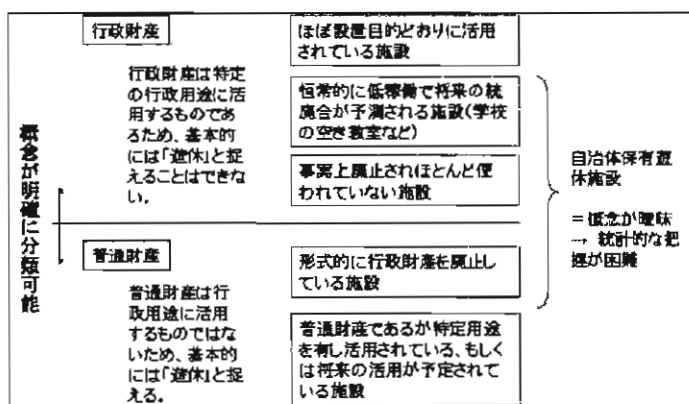 概念が明確に分類可能
行政財産
行政財産は特定
の行政用途に活
用するものであ
るため、基本的
には「遊休」と捉
えることはできな
い。
普通財産
普通財産は行
政用途に活用
するものではな
いため、基本的
には「遊休」と捉
える。
ほぼ設置目的どおりに活用
されている施設
恒常的に低稼働で将来の統
廃合が予測される施設(学校
の空き教室など)
事実上廃止されほとんど使
われていない施設
形式的に行政財産を廃止し
ている施設
普通財産であるが特定用途
を有し活用されている、もしく
は将来の活用が予定されて
いる施設
自治体保有遊
休施設
=概念が曖昧
→ 統計的な把
握が困難